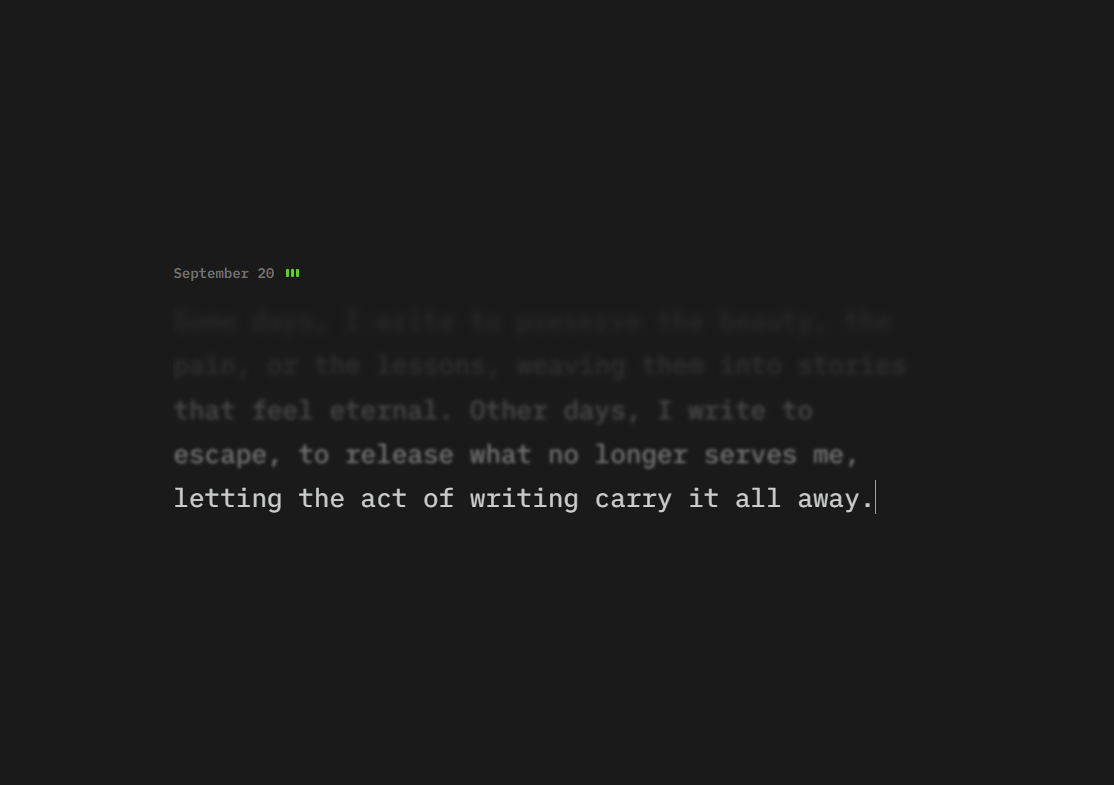 September 20
Some days, I write to preserve the beauty, the
pain, or the lessons, weaving them into stories
that feel eternal. Other days, I write to
escape, to release what no longer serves me,
letting the act of writing carry it all away.